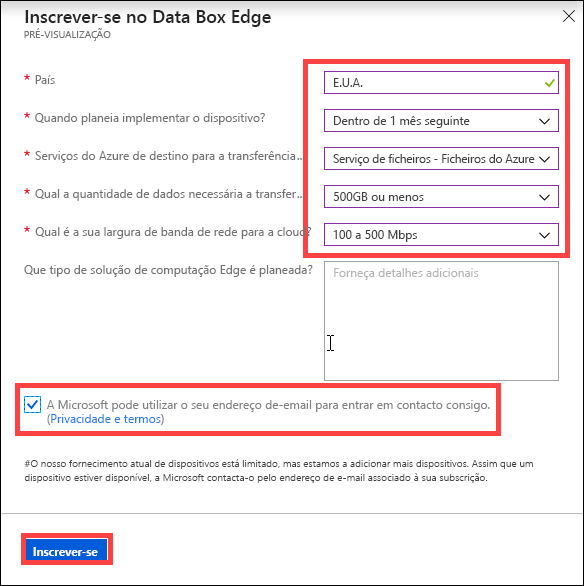 Inscrever-se no Data Box Edge
PRÉ-VISUALIZAÇÃO
* País
E.U.A.
* Quando planeia implementar o dispositivo?
Dentro de 1 mês seguinte
* Serviços do Azure de destino para a transferência...
Serviço de ficheiros - Ficheiros do Azure
* Qual a quantidade de dados necessária a transfer...
500GB ou menos
* Qual é a sua largura de banda de rede para a cloud?
100 a 500 Mbps
Que tipo de solução de computação Edge é planeada?
Forneça detalhes adicionais
A Microsoft pode utilizar o seu endereço de-email para entrar em contacto consigo.
(Privacidade e termos)
#O nosso fornecimento atual de dispositivos está limitado, mas estamos a adicionar mais dispositivos. Assim que um
dispositivo estiver disponível, a Microsoft contacta-o pelo endereço de e-mail associado à sua subscrição.
Inscrever-se